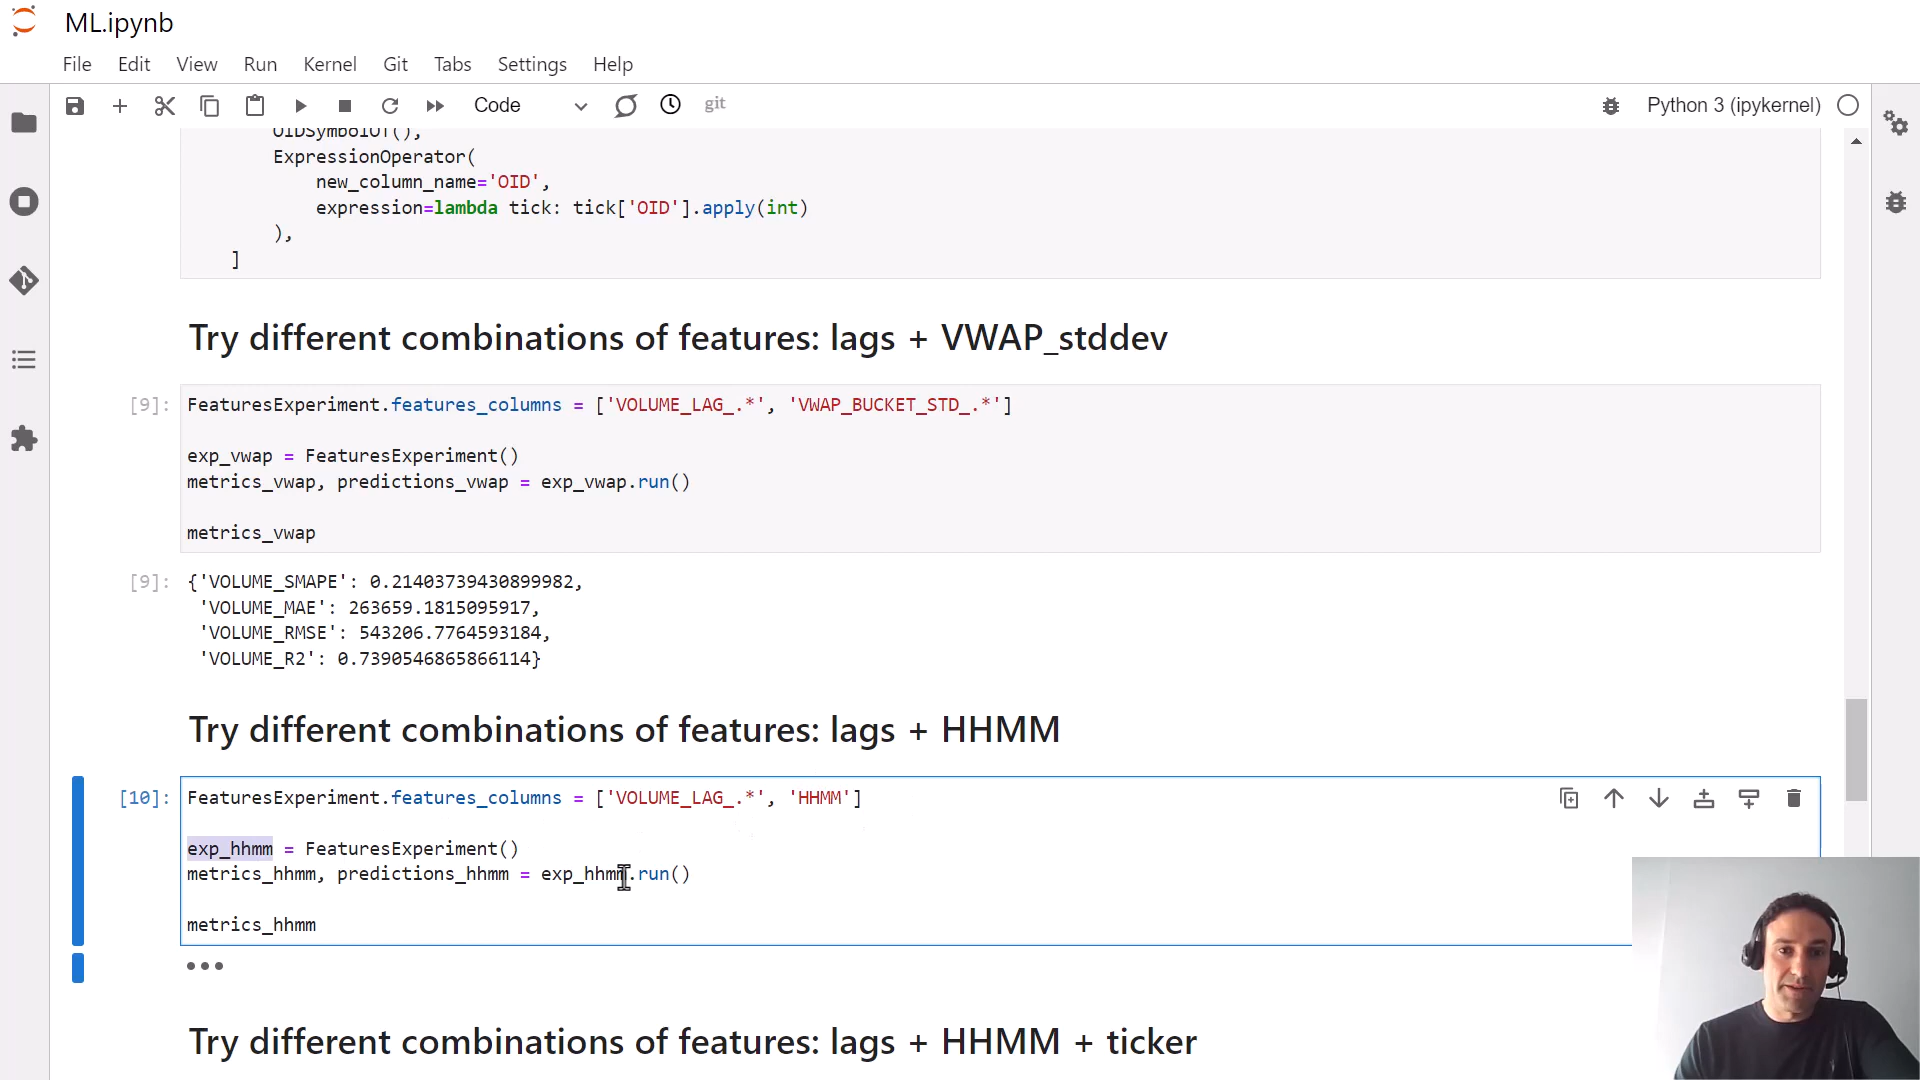 ML.ipynb
File Edit View Run Kernel Git Tabs Settings Help
Code git Python 3 (ipykernel)
OIDSymbolOT(),
ExpressionOperator(
new_column_name='OID',
expression=lambda tick: tick['OID'].apply(int)
),
]
Try different combinations of features: lags + VWAP_stddev
[9]: FeaturesExperiment.features_columns = ['VOLUME_LAG_.*', 'VWAP_BUCKET_STD_.*']
exp_vwap = FeaturesExperiment()
metrics_vwap, predictions_vwap = exp_vwap.run()
metrics_vwap
[9]: {'VOLUME_SMAPE': 0.21403739430899982,
'VOLUME_MAE': 263659.1815095917,
'VOLUME_RMSE': 543206.7764593184,
'VOLUME_R2': 0.7390546865866114}
Try different combinations of features: lags + HHMM
[10]: FeaturesExperiment.features_columns = ['VOLUME_LAG_.*', 'HHMM']
exp_hhmm = FeaturesExperiment()
metrics_hhmm, predictions_hhmm = exp_hhmm.run()
metrics_hhmm
Try different combinations of features: lags + HHMM + ticker